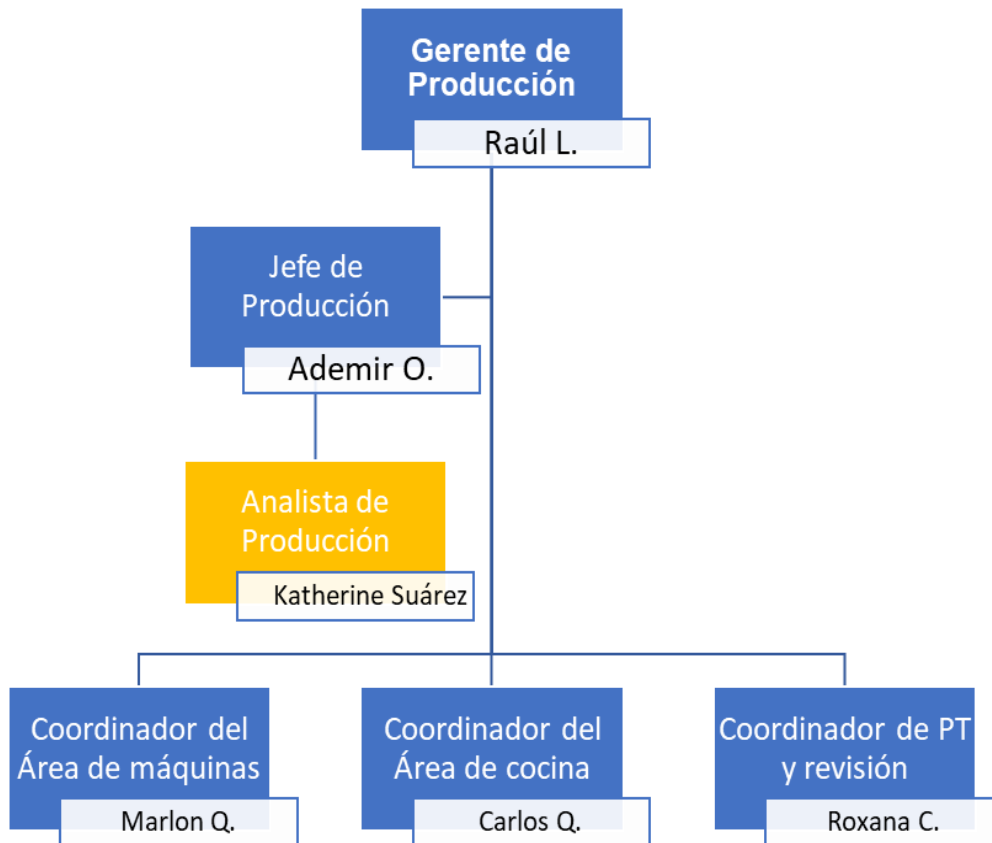 Gerente de
Producción
Raúl L.
Jefe de
Producción
Ademir O.
Analista de
Producción
Katherine Suárez
Coordinador del
Área de máquinas
Marlon Q.
Coordinador del
Área de cocina
Carlos Q.
Coordinador de PT
y revisión
Roxana C.